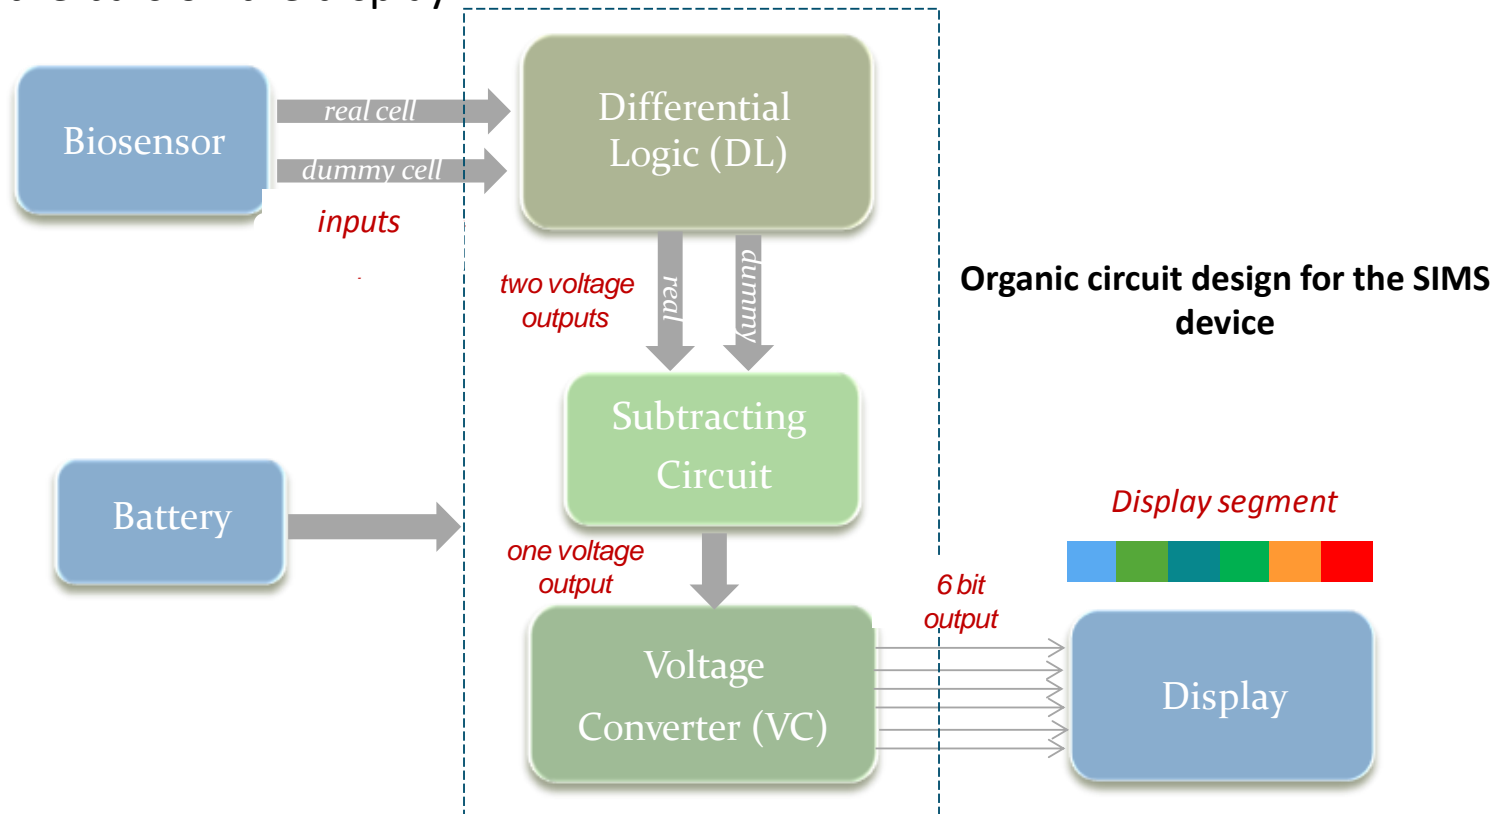 Biosensor
real cell
dummy cell
inputs
Differential
Logic (DL)
two voltage
outputs
real
dummy
Organic circuit design for the SIMS
device
Subtracting
Circuit
Battery
one voltage
output
Display segment
6 bit
output
Voltage
Converter (VC)
Display